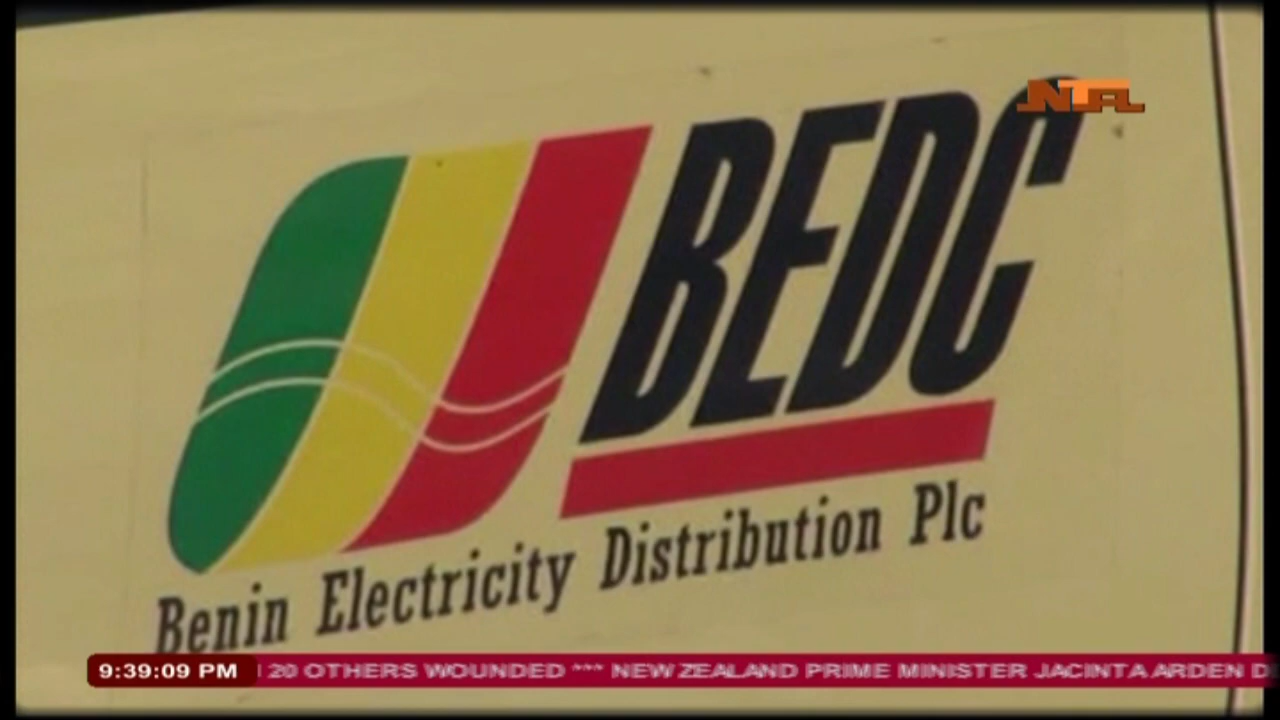 NTA
BEDC
Benin Electricity Distribution Plc
9:39:09 PM 20 OTHERS WOUNDED ~~~ NEW ZEALAND PRIME MINISTER JACINTA ARDEN